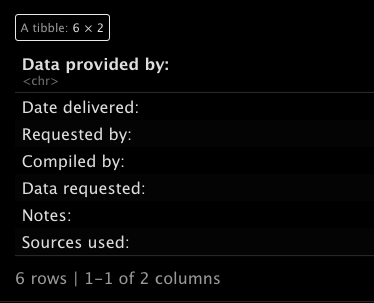 A tibble: 6 × 2
Data provided by:
<chr>
Date delivered:
Requested by:
Compiled by:
Data requested:
Notes:
Sources used:
6 rows | 1-1 of 2 columns